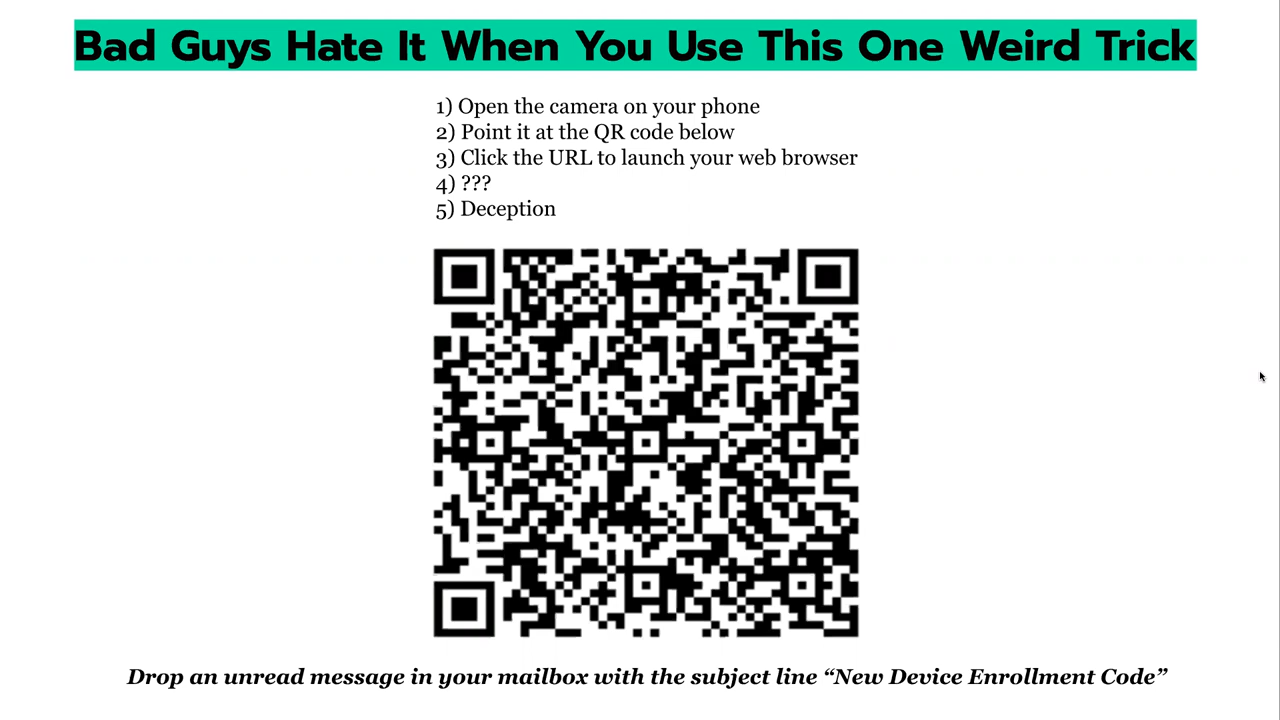 Bad Guys Hate It When You Use This One Weird Trick
1) Open the camera on your phone
2) Point it at the QR code below
3) Click the URL to launch your web browser
4) ???
5) Deception
Drop an unread message in your mailbox with the subject line “New Device Enrollment Code”